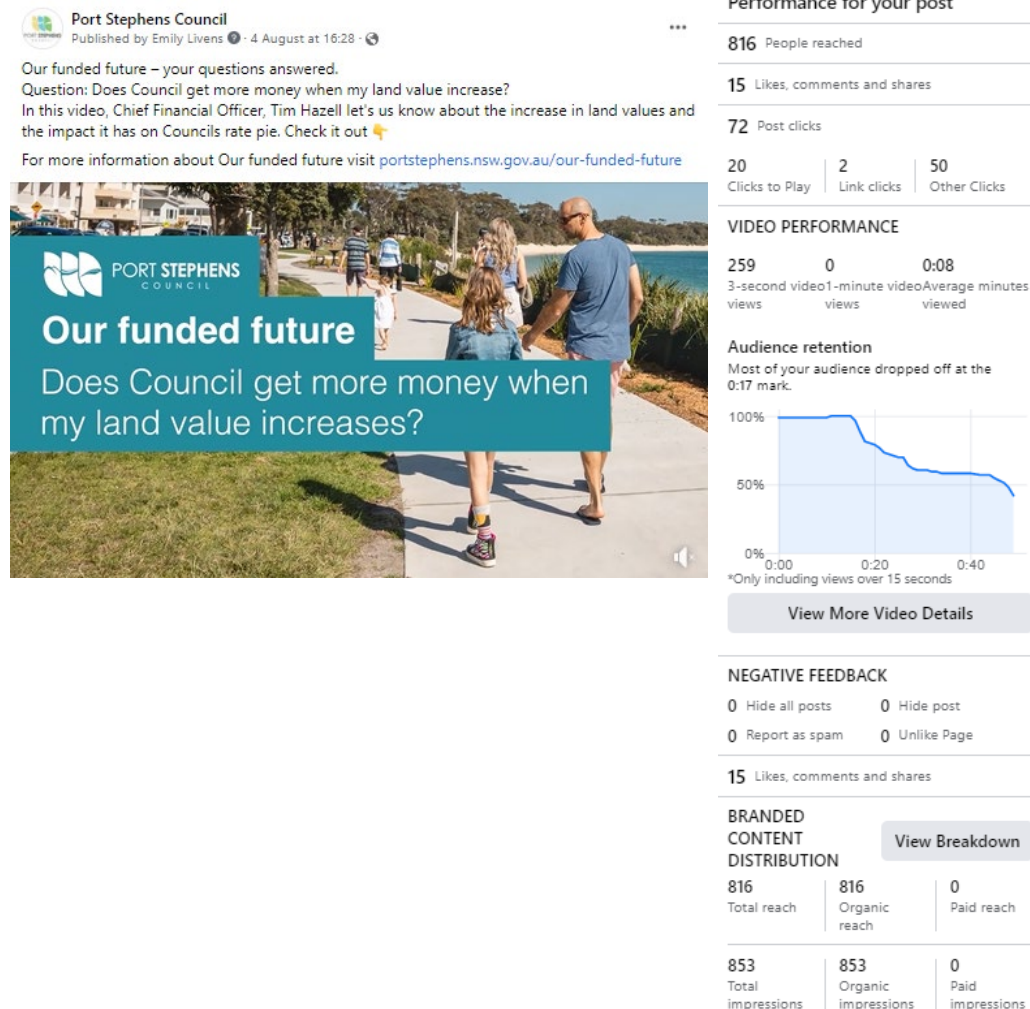 Port Stephens Council
Published by Emily Livens · 4 August at 16:28 ·
Our funded future – your questions answered.
Question: Does Council get more money when my land value increase?
In this video, Chief Financial Officer, Tim Hazell let's us know about the increase in land values and
the impact it has on Councils rate pie. Check it out 👇
For more information about Our funded future visit portstephens.nsw.gov.au/our-funded-future
PORT STEPHENS
COUNCIL
Our funded future
Does Council get more money when
my land value increases?
Performance for your post
816 People reached
15 Likes, comments and shares
72 Post clicks
20 2 50
Clicks to Play Link clicks Other Clicks
VIDEO PERFORMANCE
259 0 0:08
3-second video 1-minute video Average minutes
views views viewed
Audience retention
Most of your audience dropped off at the
0:17 mark.
100%
50%
0%
0:00 0:20 0:40
*Only including views over 15 seconds
View More Video Details
NEGATIVE FEEDBACK
0 Hide all posts 0 Hide post
0 Report as spam 0 Unlike Page
15 Likes, comments and shares
BRANDED
CONTENT
DISTRIBUTION
View Breakdown
816 816 0
Total reach Organic Paid reach
reach
853 853 0
Total Organic Paid
impressions impressions impressions